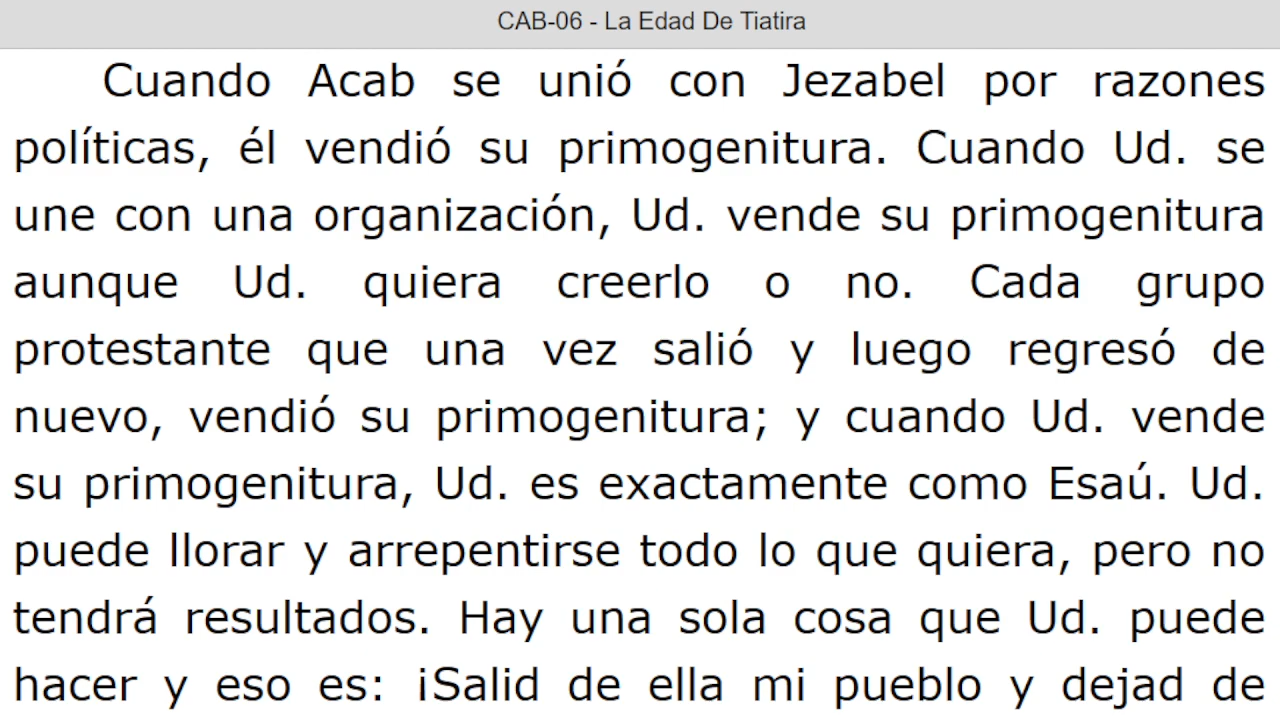 CAB-06 - La Edad De Tiatira
Cuando Acab se unió con Jezabel por razones
políticas, él vendió su primogenitura. Cuando Ud. se
une con una organización, Ud. vende su primogenitura
aunque Ud. quiera creerlo o no. Cada grupo
protestante que una vez salió y luego regresó de
nuevo, vendió su primogenitura; y cuando Ud. vende
su primogenitura, Ud. es exactamente como Esaú. Ud.
puede llorar y arrepentirse todo lo que quiera, pero no
tendrá resultados. Hay una sola cosa que Ud. puede
hacer y eso es: ¡Salid de ella mi pueblo y dejad de